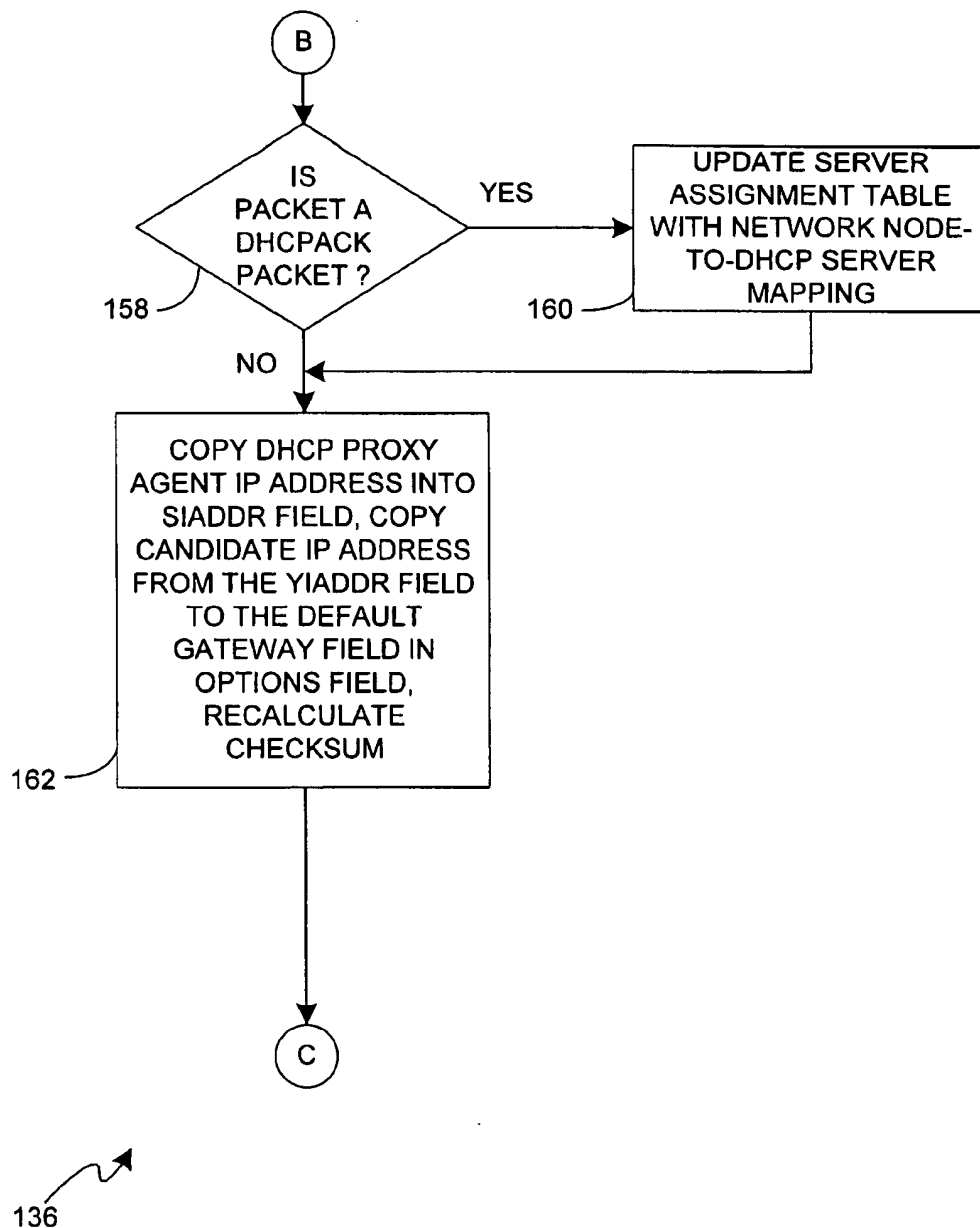 B
IS
PACKET A
DHCPACK
PACKET ?
158
YES
UPDATE SERVER
ASSIGNMENT TABLE
WITH NETWORK NODE-
TO-DHCP SERVER
MAPPING
160
NO
COPY DHCP PROXY
AGENT IP ADDRESS INTO
SIADDR FIELD, COPY
CANDIDATE IP ADDRESS
FROM THE YIADDR FIELD
TO THE DEFAULT
GATEWAY FIELD IN
OPTIONS FIELD,
RECALCULATE
CHECKSUM
162
C
136